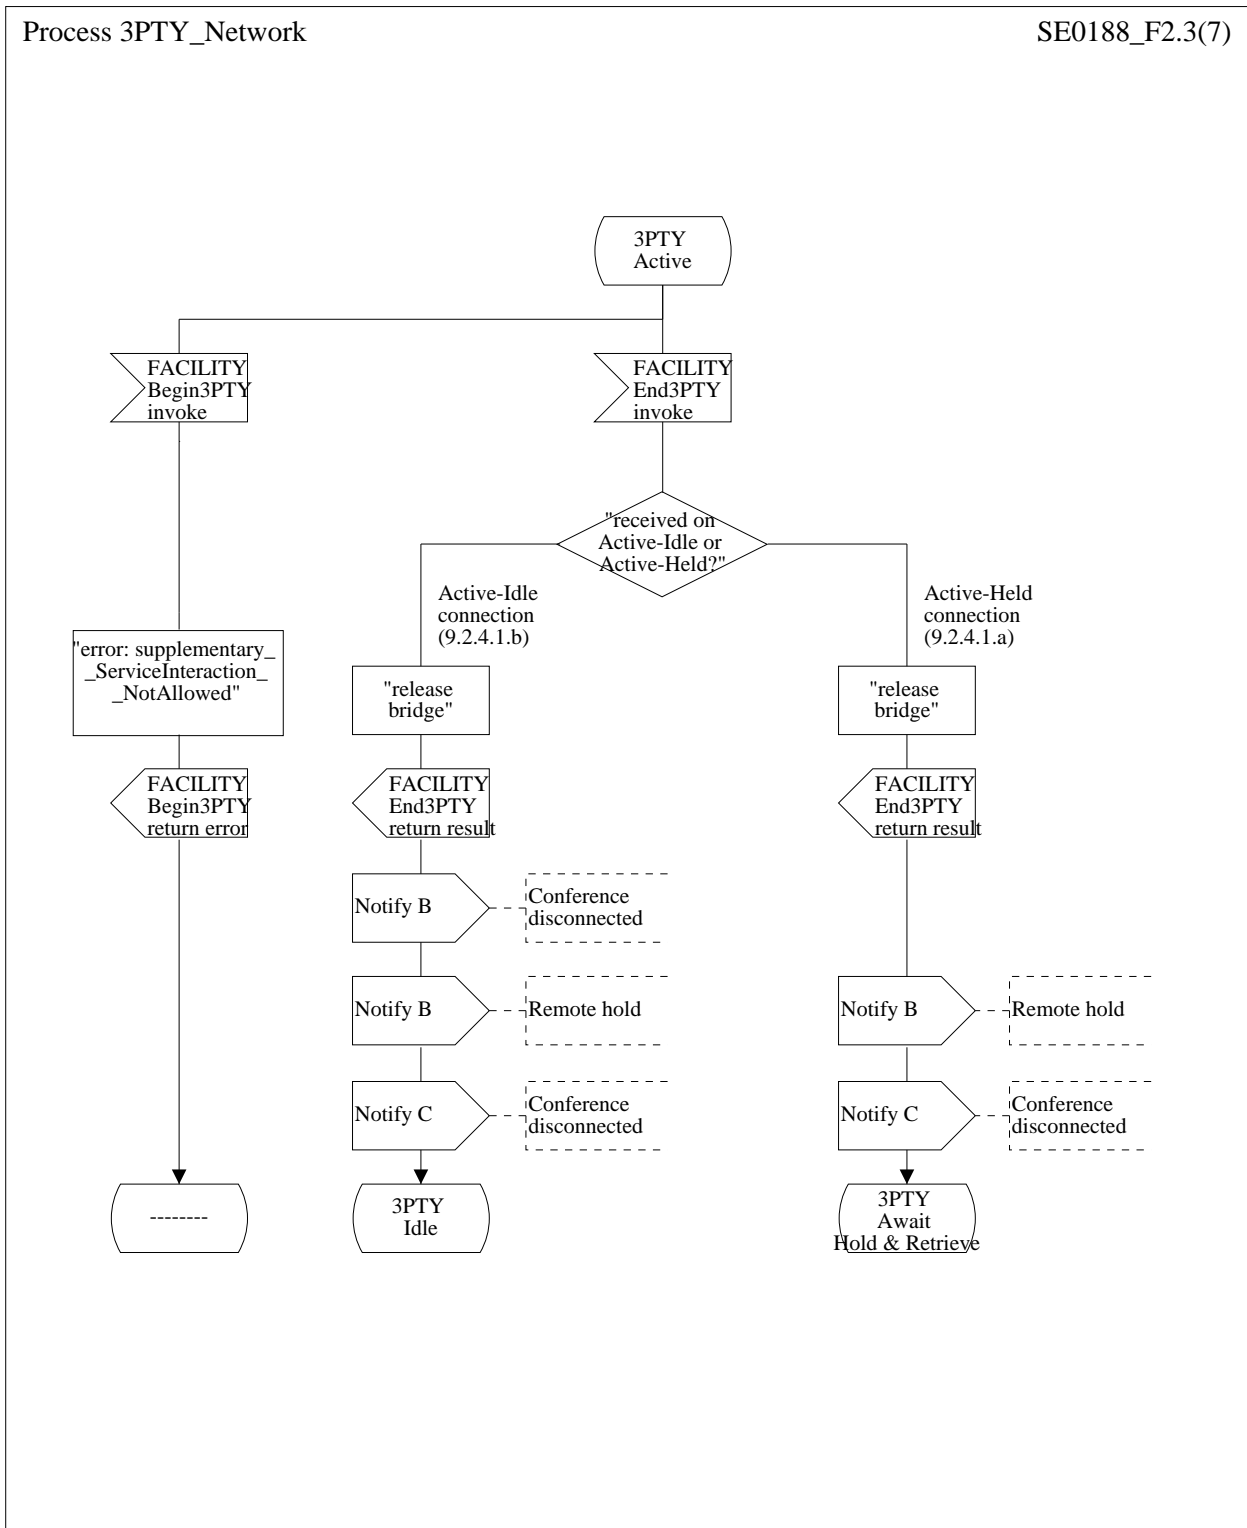 Process 3PTY_Network
SE0188_F2.3(7)
3PTY
Active
FACILITY
Begin3PTY
invoke
FACILITY
End3PTY
invoke
"received on
Active-Idle or
Active-Held?"
Active-Idle
connection
(9.2.4.1.b)
Active-Held
connection
(9.2.4.1.a)
"error: supplementary_
_ServiceInteraction_
_NotAllowed"
"release
bridge"
"release
bridge"
FACILITY
Begin3PTY
return error
FACILITY
End3PTY
return result
FACILITY
End3PTY
return result
Notify B
Conference
disconnected
Notify B
Remote hold
Notify B
Remote hold
Notify C
Conference
disconnected
Notify C
Conference
disconnected
--------
3PTY
Idle
3PTY
Await
Hold & Retrieve